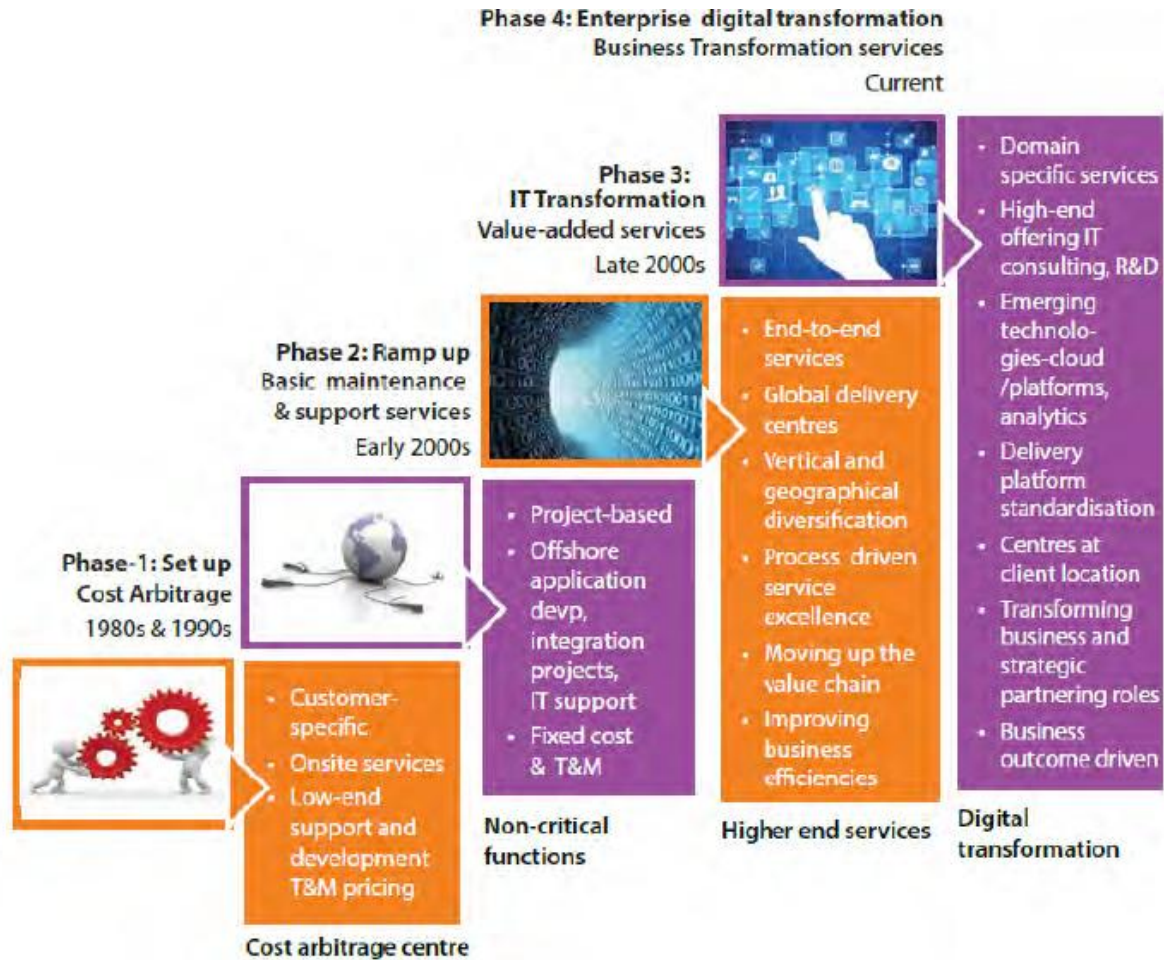 Phase 4: Enterprise digital transformation
Business Transformation services
Current
• Domain
specific services
• High-end
offering IT
consulting, R&D
• Emerging
technolo-
gies-cloud
/platforms,
analytics
• Delivery
platform
standardisation
• Centres at
client location
• Transforming
business and
strategic
partnering roles
• Business
outcome driven
Digital
transformation
Phase 3:
IT Transformation
Value-added services
Late 2000s
• End-to-end
services
• Global delivery
centres
• Vertical and
geographical
diversification
• Process driven
service
excellence
• Moving up the
value chain
• Improving
business
efficiencies
Higher end services
Phase 2: Ramp up
Basic maintenance
& support services
Early 2000s
• Project-based
• Offshore
application
devp,
integration
projects,
IT support
• Fixed cost
& T&M
Non-critical
functions
Phase-1: Set up
Cost Arbitrage
1980s & 1990s
• Customer-
specific
• Onsite services
• Low-end
support and
development
T&M pricing
Cost arbitrage centre